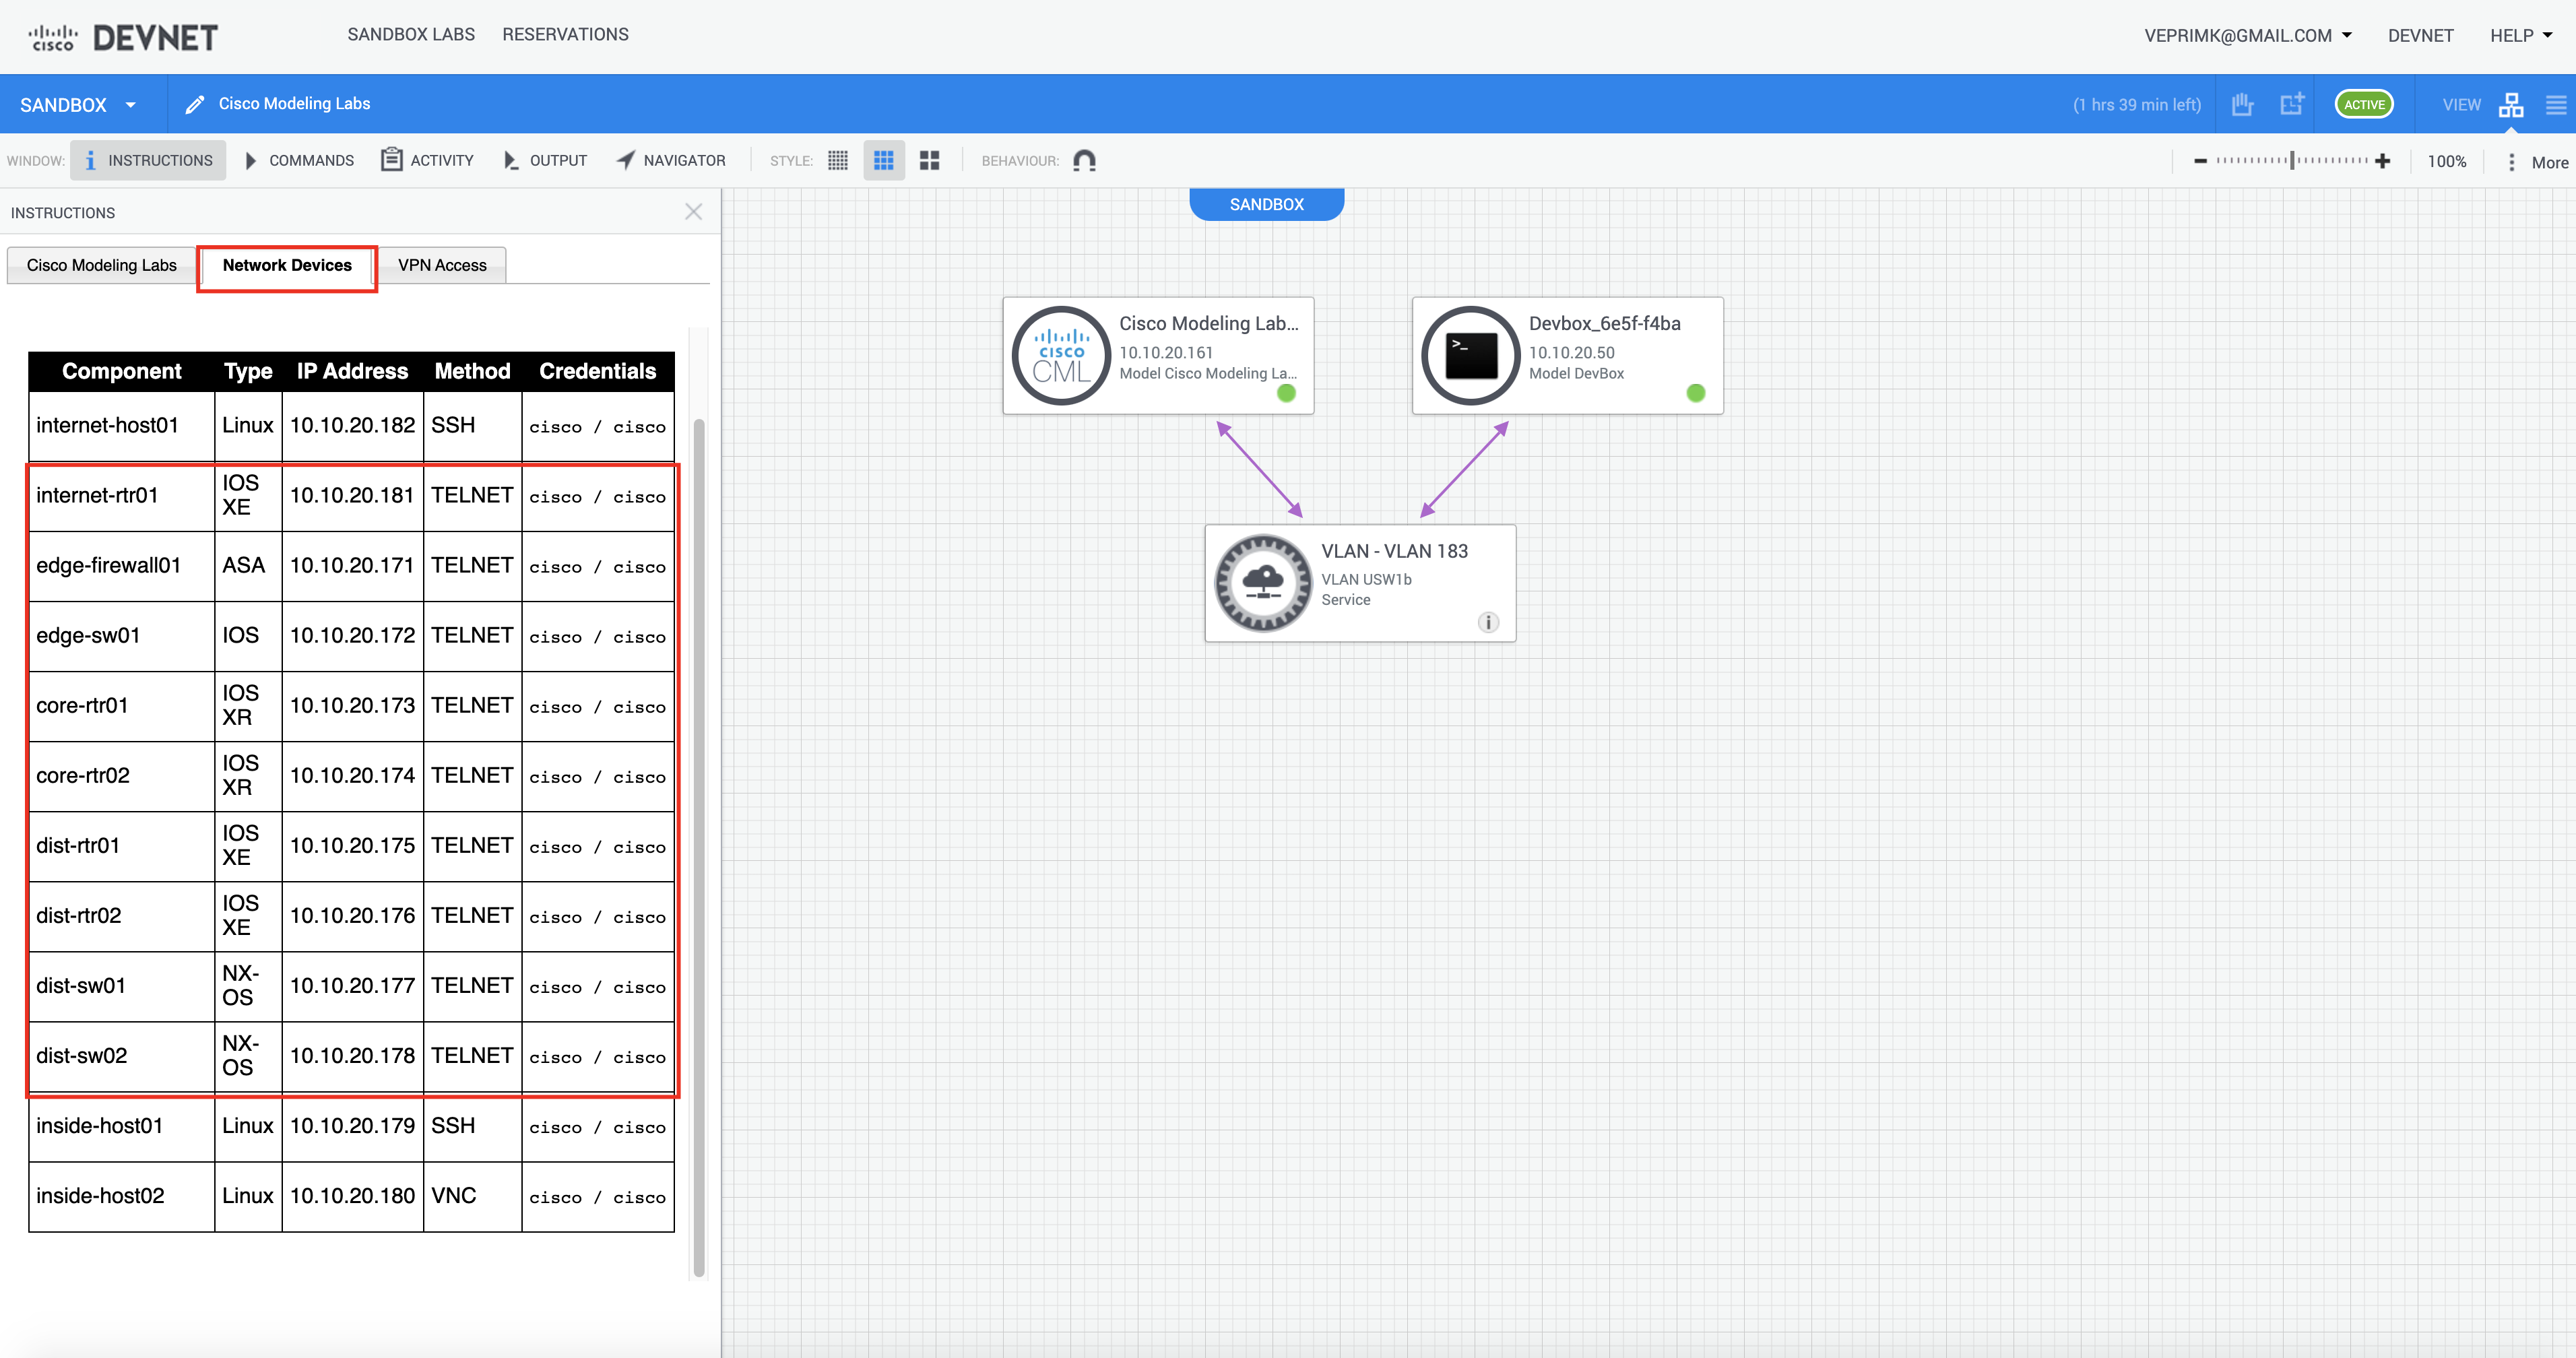 cisco DEVNET SANDBOX LABS RESERVATIONS VEPRIMK@GMAIL.COM DEVNET HELP
SANDBOX Cisco Modeling Labs (1 hrs 39 min left) ACTIVE VIEW
WINDOW: INSTRUCTIONS COMMANDS ACTIVITY OUTPUT NAVIGATOR STYLE: BEHAVIOUR: 100% More
INSTRUCTIONS
Cisco Modeling Labs Network Devices VPN Access
Component Type IP Address Method Credentials
internet-host01 Linux 10.10.20.182 SSH cisco / cisco
internet-rtr01 IOS XE 10.10.20.181 TELNET cisco / cisco
edge-firewall01 ASA 10.10.20.171 TELNET cisco / cisco
edge-sw01 IOS 10.10.20.172 TELNET cisco / cisco
core-rtr01 IOS XR 10.10.20.173 TELNET cisco / cisco
core-rtr02 IOS XR 10.10.20.174 TELNET cisco / cisco
dist-rtr01 IOS XE 10.10.20.175 TELNET cisco / cisco
dist-rtr02 IOS XE 10.10.20.176 TELNET cisco / cisco
dist-sw01 NX-OS 10.10.20.177 TELNET cisco / cisco
dist-sw02 NX-OS 10.10.20.178 TELNET cisco / cisco
inside-host01 Linux 10.10.20.179 SSH cisco / cisco
inside-host02 Linux 10.10.20.180 VNC cisco / cisco
SANDBOX
cisco
CML
Cisco Modeling Lab...
10.10.20.161
Model Cisco Modeling La...
>_
Devbox_6e5f-f4ba
10.10.20.50
Model DevBox
VLAN - VLAN 183
VLAN USW1b
Service
i